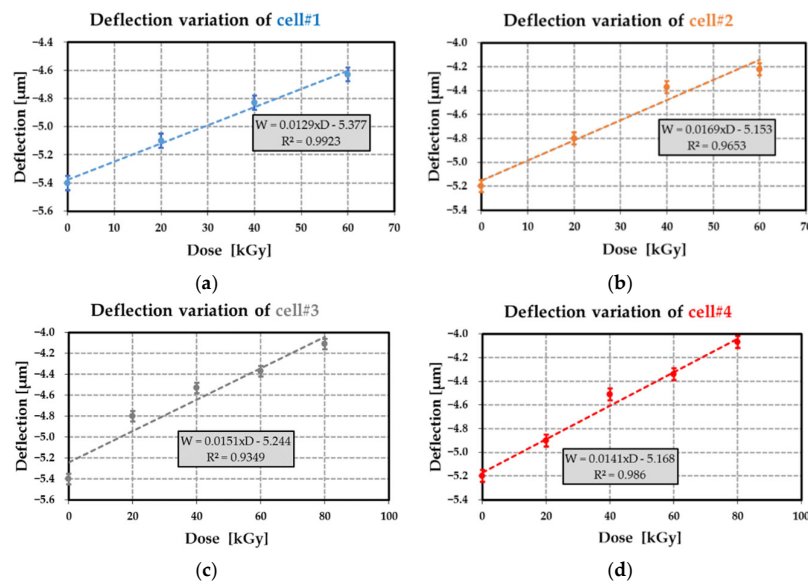 Deflection variation of cell#1
−4.4
−4.6
−4.8
−5.0
−5.2
−5.4
−5.6
Deflection [µm]
W = 0.0129xD - 5.377
R² = 0.9923
0 10 20 30 40 50 60 70
Dose [kGy]
(a)
Deflection variation of cell#2
−4.0
−4.2
−4.4
−4.6
−4.8
−5.0
−5.2
−5.4
Deflection [µm]
W = 0.0169xD - 5.153
R² = 0.9653
0 10 20 30 40 50 60 70
Dose [kGy]
(b)
Deflection variation of cell#3
−4.0
−4.2
−4.4
−4.6
−4.8
−5.0
−5.2
−5.4
−5.6
Deflection [µm]
W = 0.0151xD - 5.244
R² = 0.9349
0 20 40 60 80 100
Dose [kGy]
(c)
Deflection variation of cell#4
−4.0
−4.2
−4.4
−4.6
−4.8
−5.0
−5.2
−5.4
Deflection [µm]
W = 0.0141xD - 5.168
R² = 0.986
0 20 40 60 80 100
Dose [kGy]
(d)